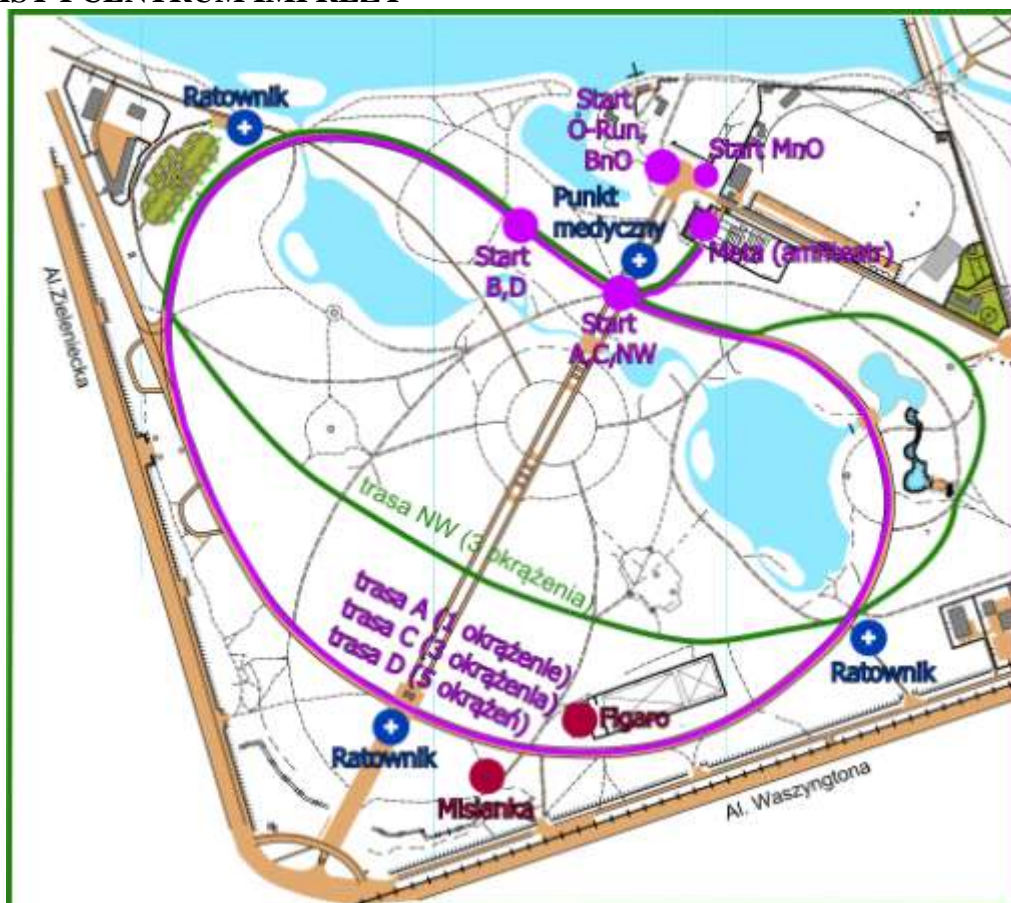 Ratownik
Start
O-Run,
BnO
Start MnO
Punkt
medyczny
Meta (amfiteatr)
Start
B,D
Start
A,C,NW
Al.Zieleniecka
trasa NW (3 okrążenia)
trasa A (1 okrążenie)
trasa C (3 okrążenia)
trasa D (5 okrążeń)
Ratownik
Figaro
Ratownik
Misianka
Al. Waszyngtona